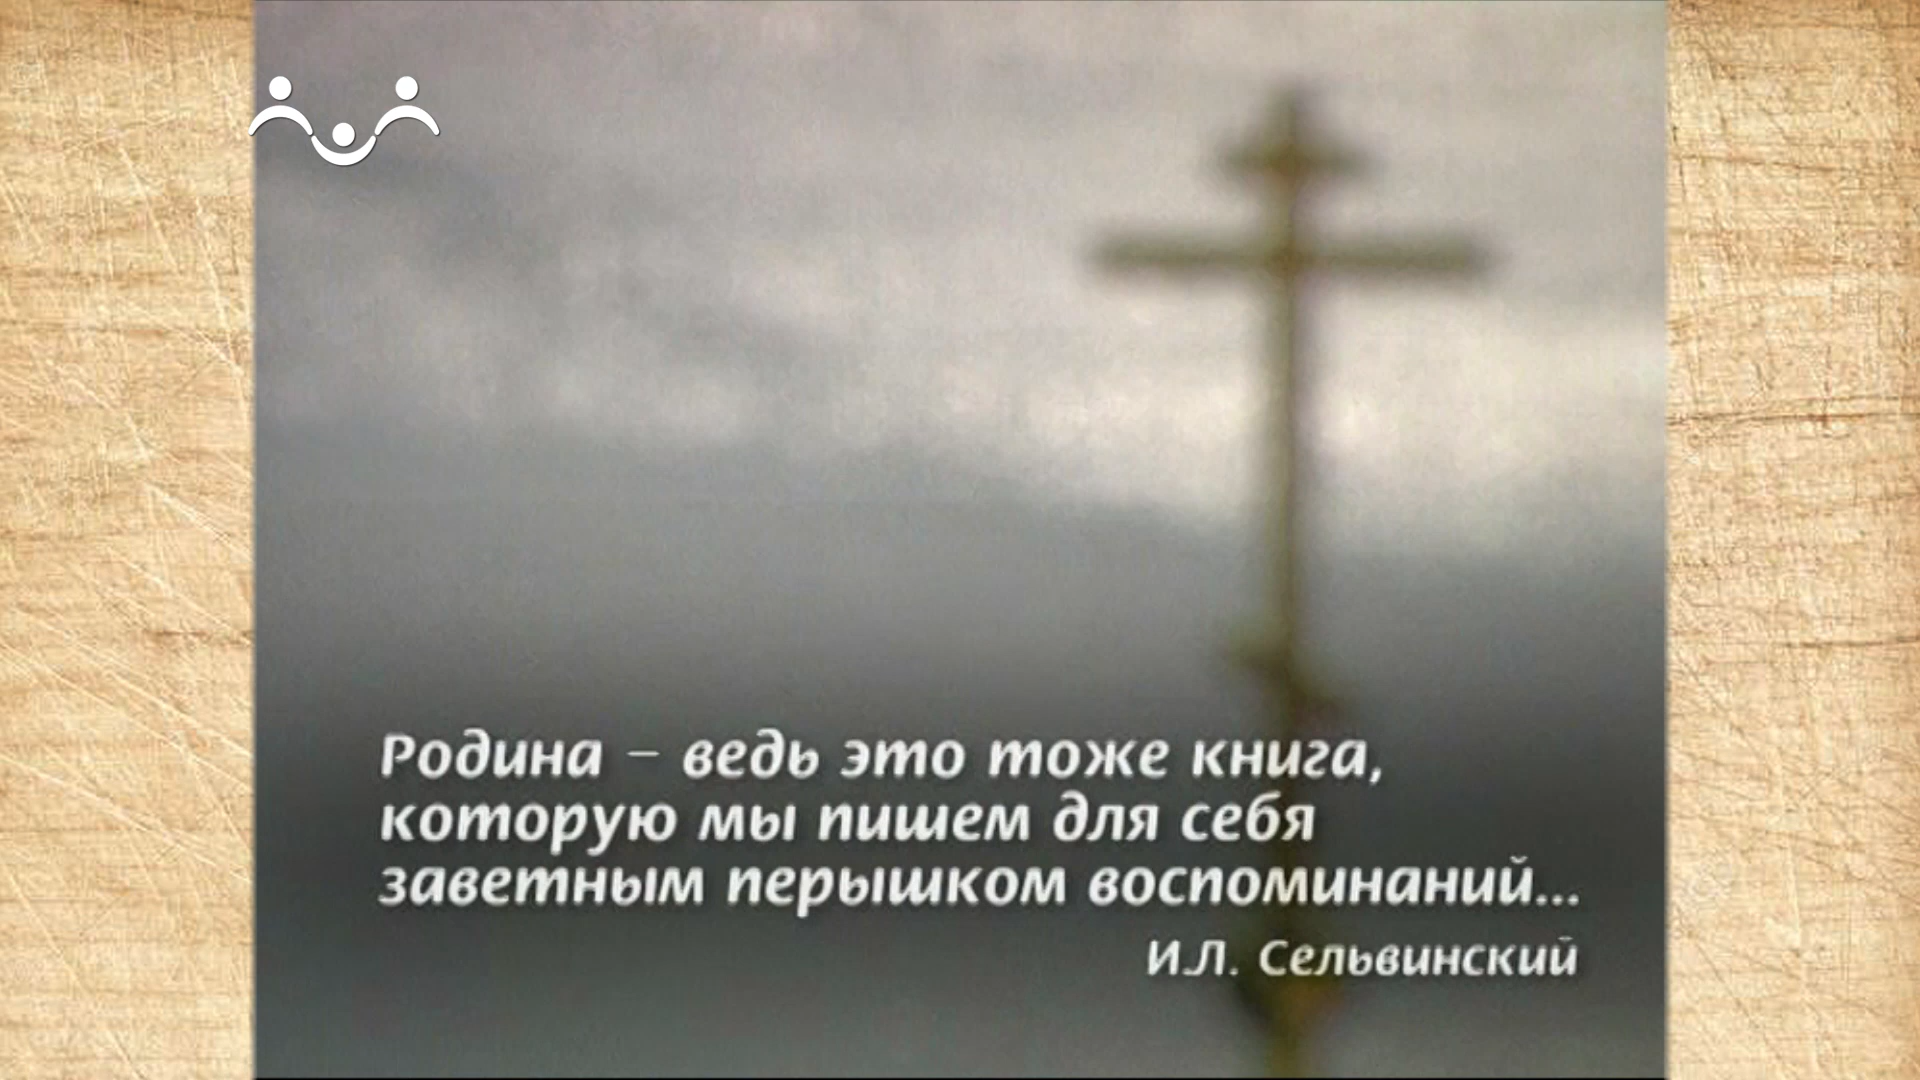 Родина – ведь это тоже книга,
которую мы пишем для себя
заветным перышком воспоминаний...
И.Л. Сельвинский